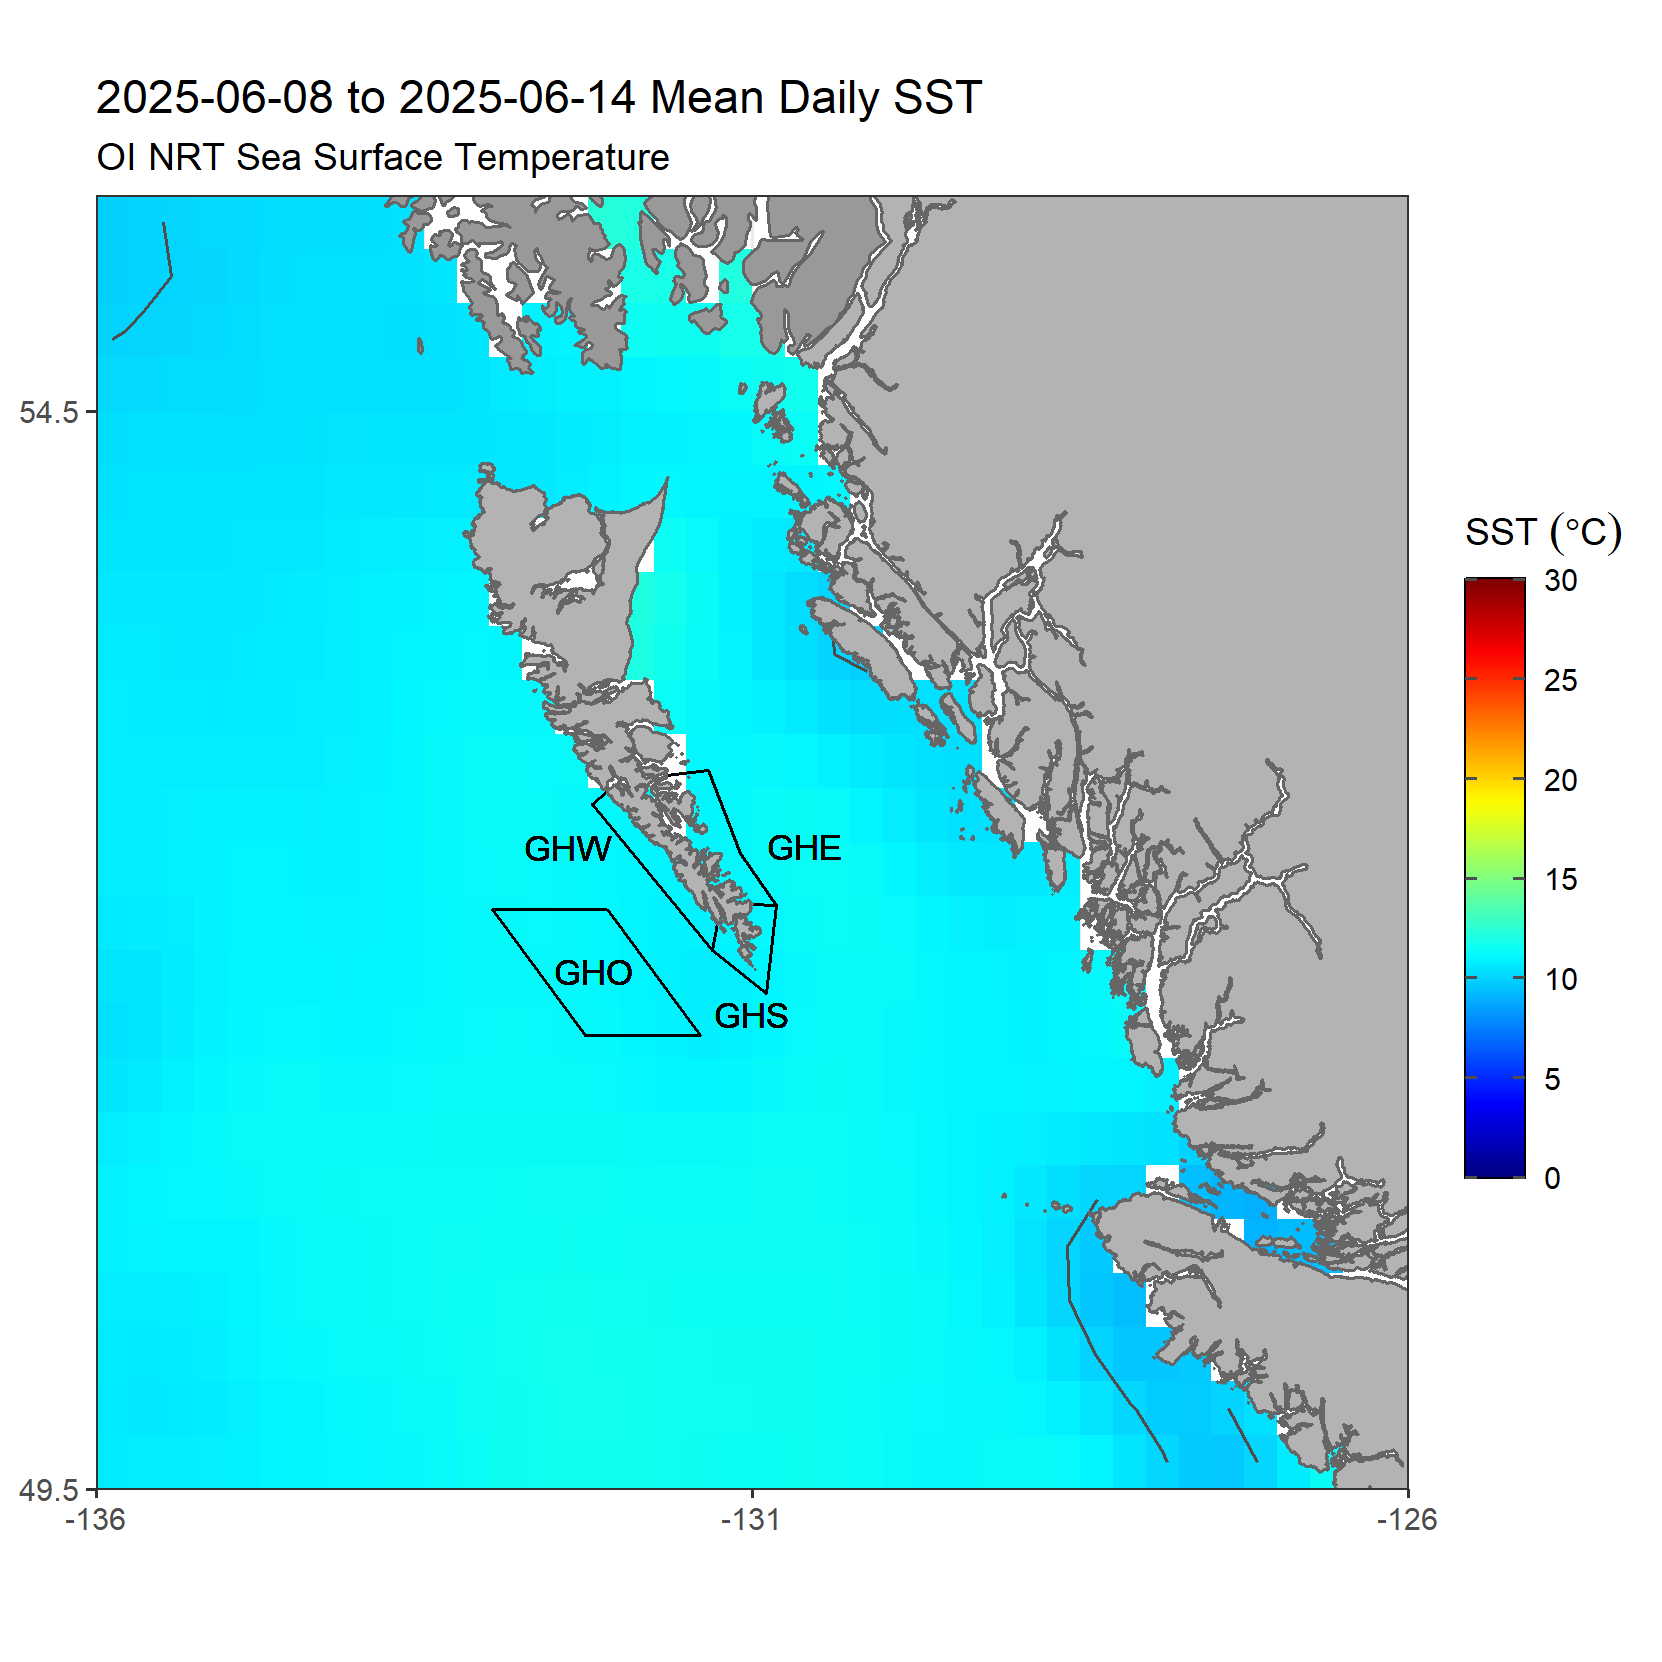 2025-06-08 to 2025-06-14 Mean Daily SST
OI NRT Sea Surface Temperature
54.5
49.5
-136
-131
-126
GHW
GHE
GHO
GHS
SST (°C)
30
25
20
15
10
5
0